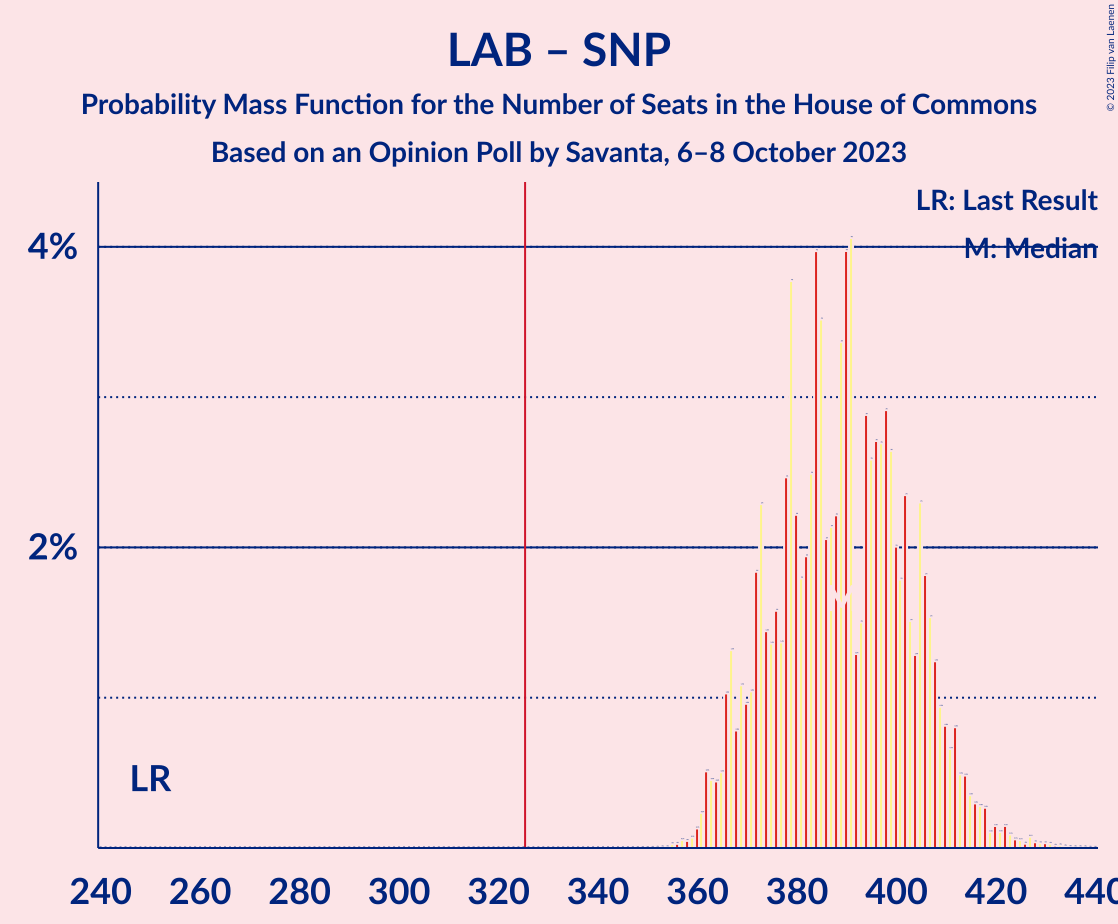 LAB – SNP
Probability Mass Function for the Number of Seats in the House of Commons
Based on an Opinion Poll by Savanta, 6–8 October 2023
© 2023 Filip van Laenen
LR: Last Result
M: Median
4%
2%
M
LR
240 260 280 300 320 340 360 380 400 420 440